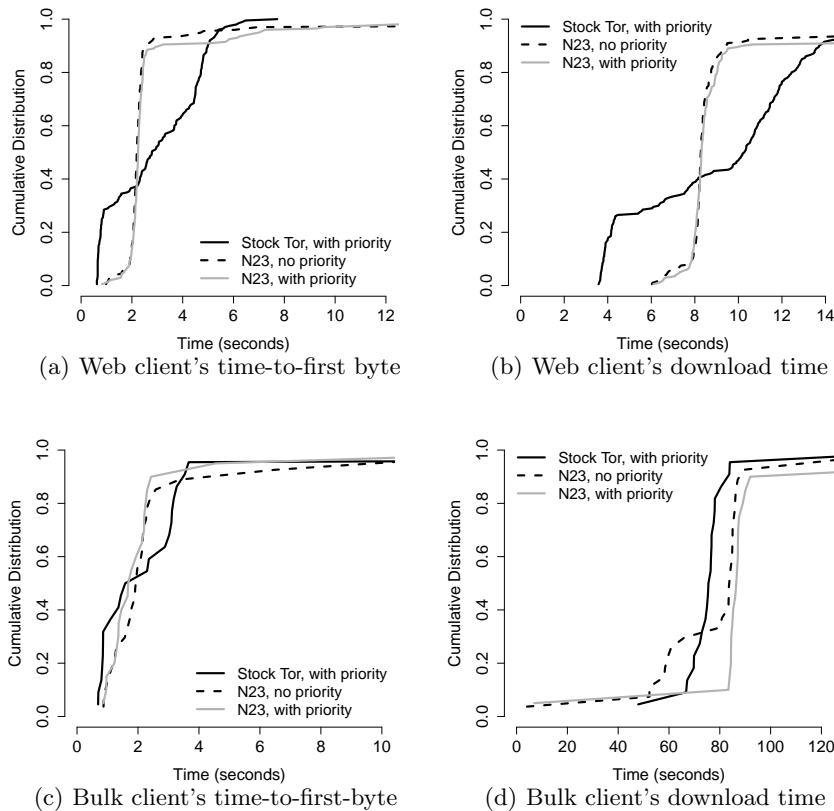 0.0 0.2 0.4 0.6 0.8 1.0
Cumulative Distribution
Stock Tor, with priority
N23, no priority
N23, with priority
0 2 4 6 8 10 12
Time (seconds)
(a) Web client's time-to-first byte
0.0 0.2 0.4 0.6 0.8 1.0
Cumulative Distribution
Stock Tor, with priority
N23, no priority
N23, with priority
0 2 4 6 8 10 12 14
Time (seconds)
(b) Web client's download time
0.0 0.2 0.4 0.6 0.8 1.0
Cumulative Distribution
Stock Tor, with priority
N23, no priority
N23, with priority
0 2 4 6 8 10
Time (seconds)
(c) Bulk client's time-to-first-byte
0.0 0.2 0.4 0.6 0.8 1.0
Cumulative Distribution
Stock Tor, with priority
N23, no priority
N23, with priority
0 20 40 60 80 100 120
Time (seconds)
(d) Bulk client's download time